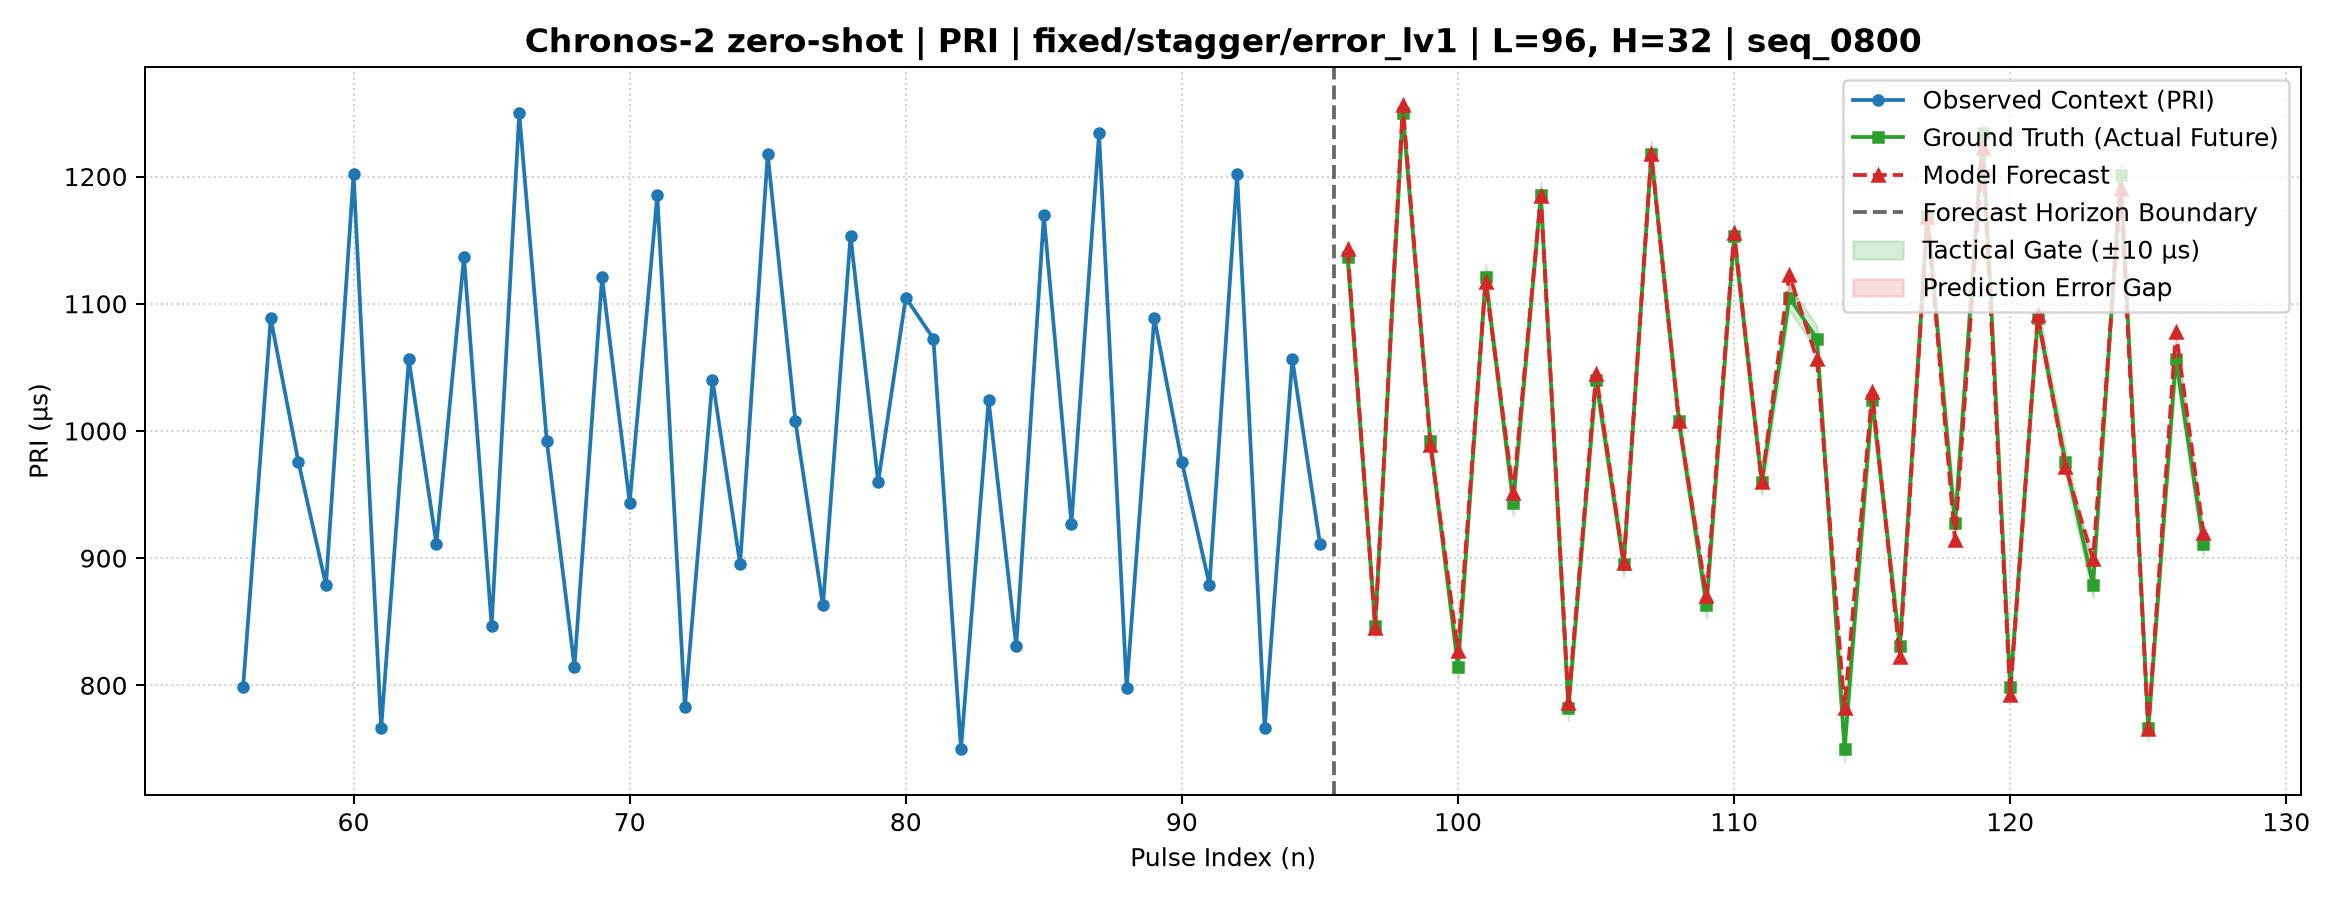 Chronos-2 zero-shot | PRI | fixed/stagger/error_lv1 | L=96, H=32 | seq_0800
Observed Context (PRI)
Ground Truth (Actual Future)
Model Forecast
Forecast Horizon Boundary
Tactical Gate (±10 µs)
Prediction Error Gap
PRI (µs)
1200
1100
1000
900
800
60 70 80 90 100 110 120 130
Pulse Index (n)